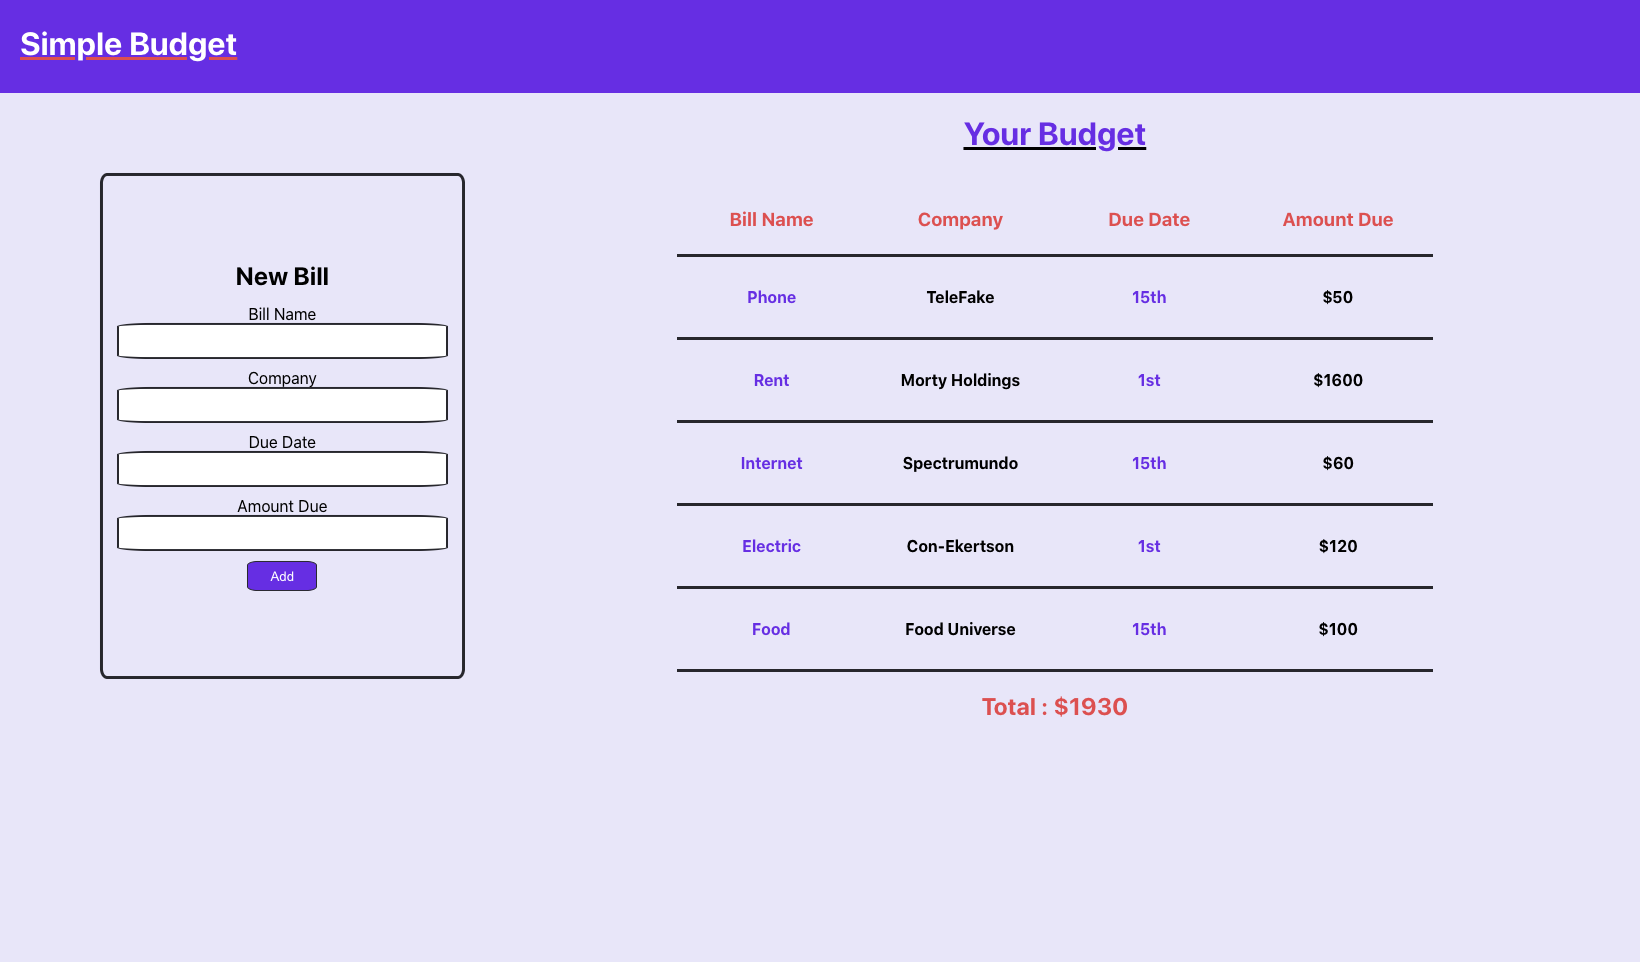 Simple Budget
New Bill
Bill Name
Company
Due Date
Amount Due
Add
Your Budget
Bill Name Company Due Date Amount Due
Phone TeleFake 15th $50
Rent Morty Holdings 1st $1600
Internet Spectrumundo 15th $60
Electric Con-Ekertson 1st $120
Food Food Universe 15th $100
Total : $1930